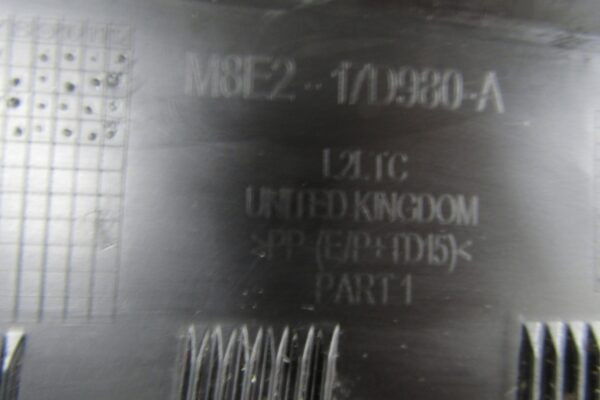 M8E2-17D980-A
L2LTC
UNITED KINGDOM
>PP-(E/P+TD15)<
PART 1